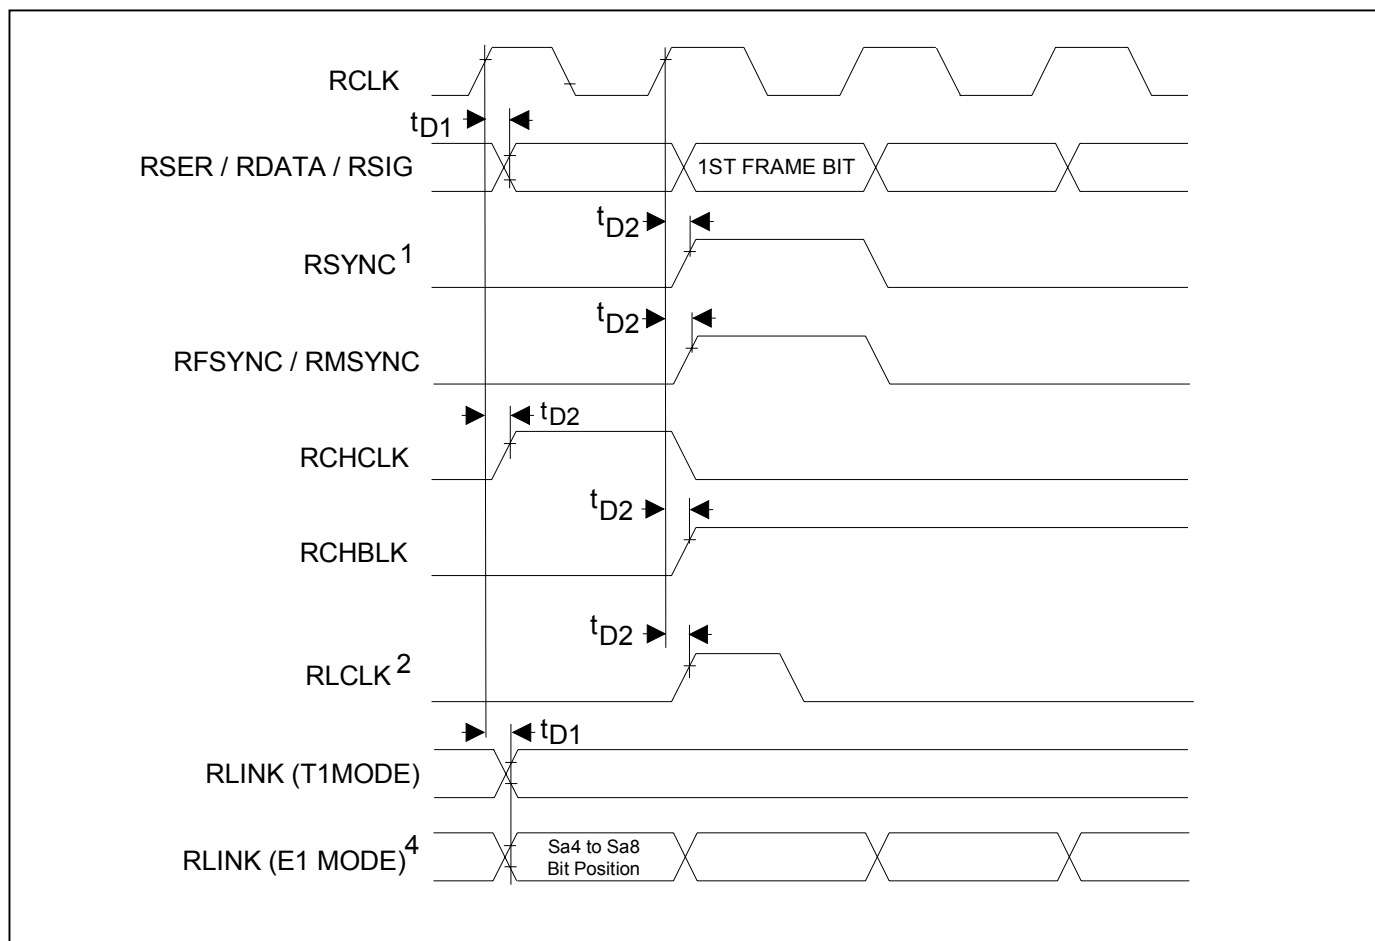 RCLK
tD1
RSER / RDATA / RSIG
1ST FRAME BIT
tD2
RSYNC1
tD2
RFSYNC / RMSYNC
tD2
RCHCLK
tD2
RCHBLK
tD2
RLCLK2
tD1
RLINK (T1MODE)
RLINK (E1 MODE)4
Sa4 to Sa8
Bit Position